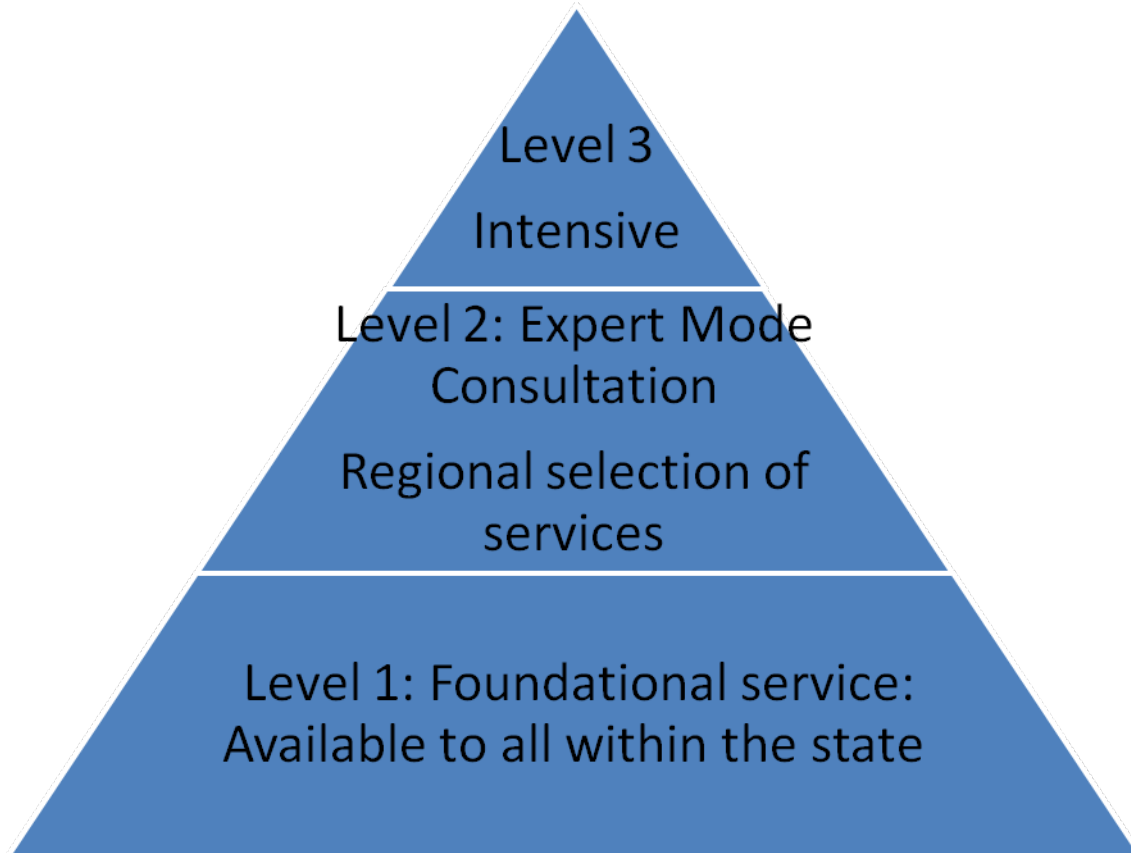 Level 3
Intensive
Level 2: Expert Mode
Consultation
Regional selection of
services
Level 1: Foundational service:
Available to all within the state